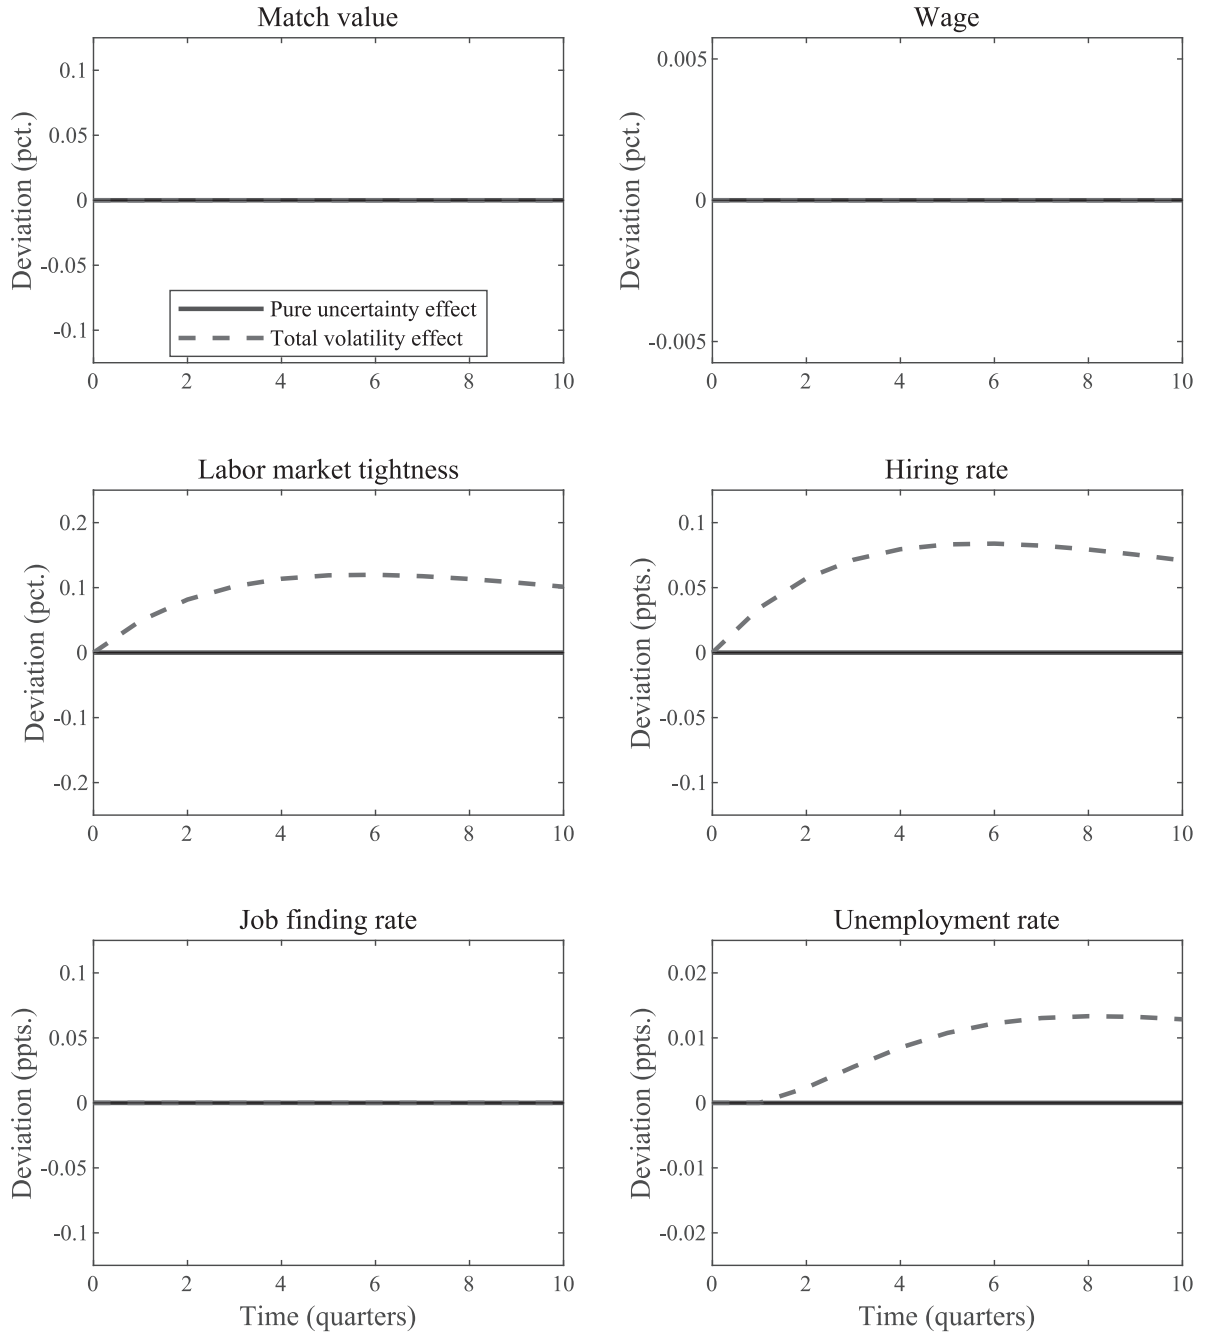 Match value
Deviation (pct.)
0.1
0.05
0
-0.05
-0.1
Pure uncertainty effect
Total volatility effect
0 2 4 6 8 10
Wage
Deviation (pct.)
0.005
0
-0.005
0 2 4 6 8 10
Labor market tightness
Deviation (pct.)
0.2
0.1
0
-0.1
-0.2
0 2 4 6 8 10
Hiring rate
Deviation (ppts.)
0.1
0.05
0
-0.05
-0.1
0 2 4 6 8 10
Job finding rate
Deviation (ppts.)
0.1
0.05
0
-0.05
-0.1
0 2 4 6 8 10
Time (quarters)
Unemployment rate
Deviation (ppts.)
0.02
0.01
0
-0.01
-0.02
0 2 4 6 8 10
Time (quarters)